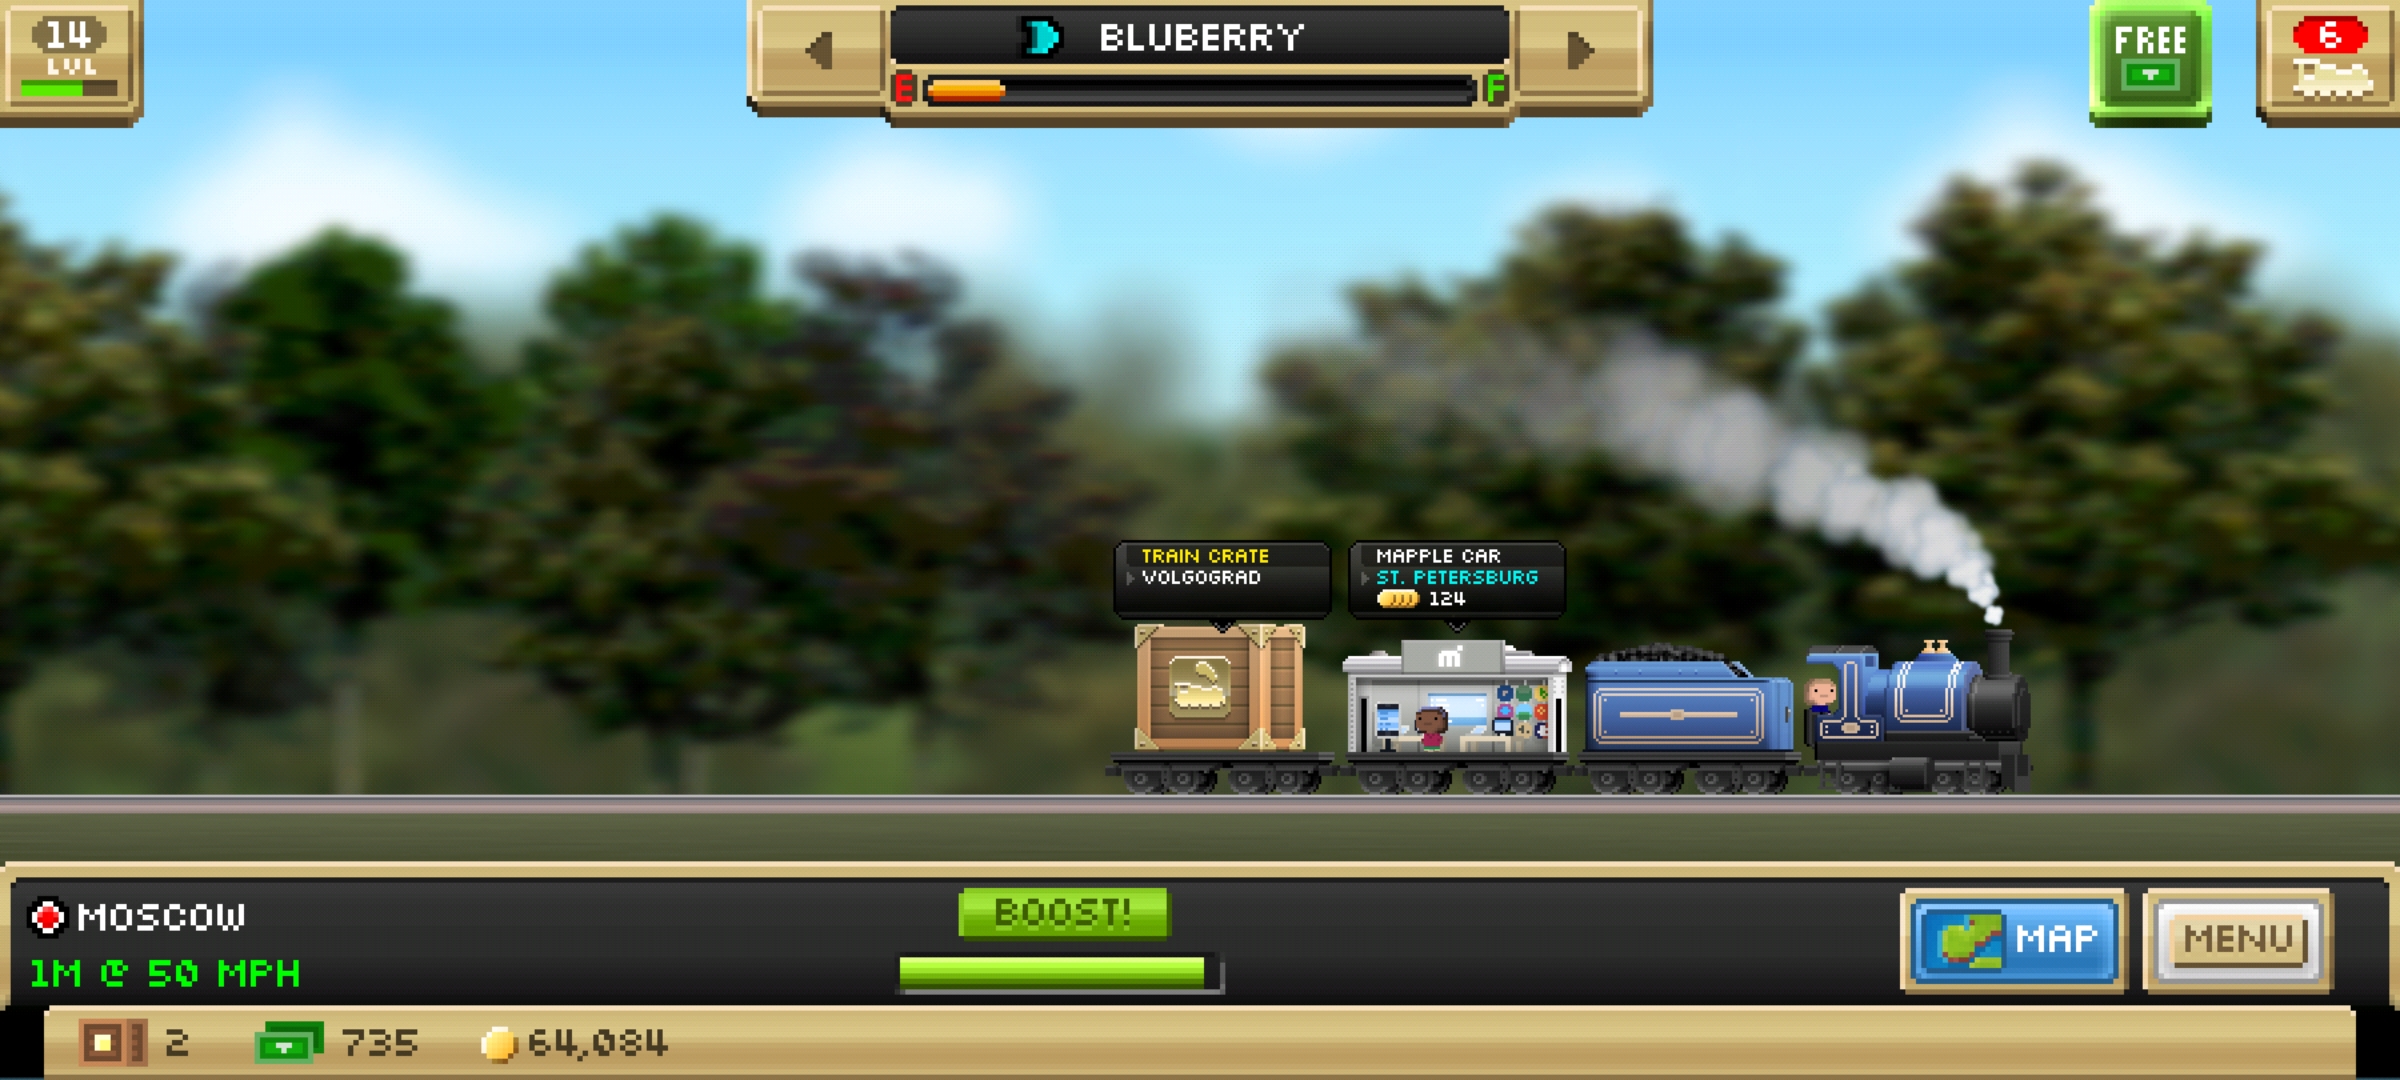 14
LVL
BLUBERRY
E
F
FREE
6
TRAIN CRATE
VOLGOGRAD
MAPPLE CAR
ST. PETERSBURG
124
m
MOSCOW
1M @ 50 MPH
BOOST!
MAP
MENU
2
735
64,084